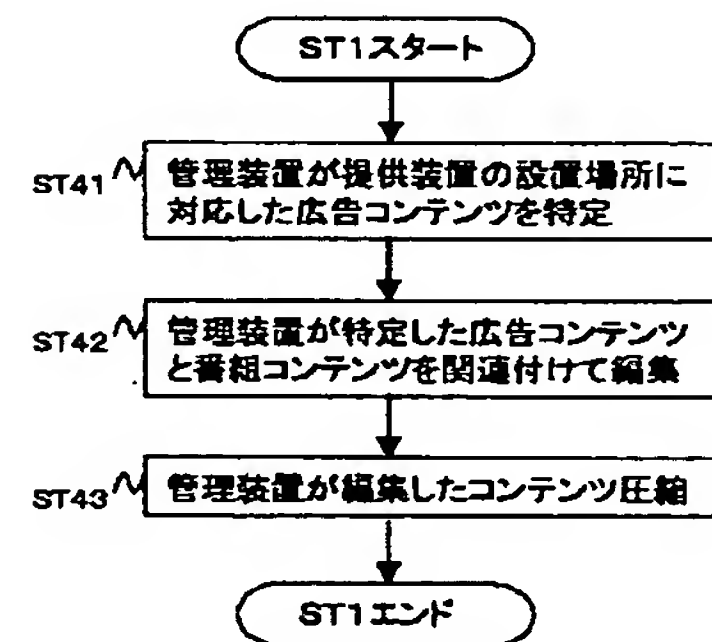 ST1スタート
ST41
管理装置が提供装置の設置場所に
対応した広告コンテンツを特定
ST42
管理装置が特定した広告コンテンツ
と番組コンテンツを関連付けて編集
ST43
管理装置が編集したコンテンツ圧縮
ST1エンド